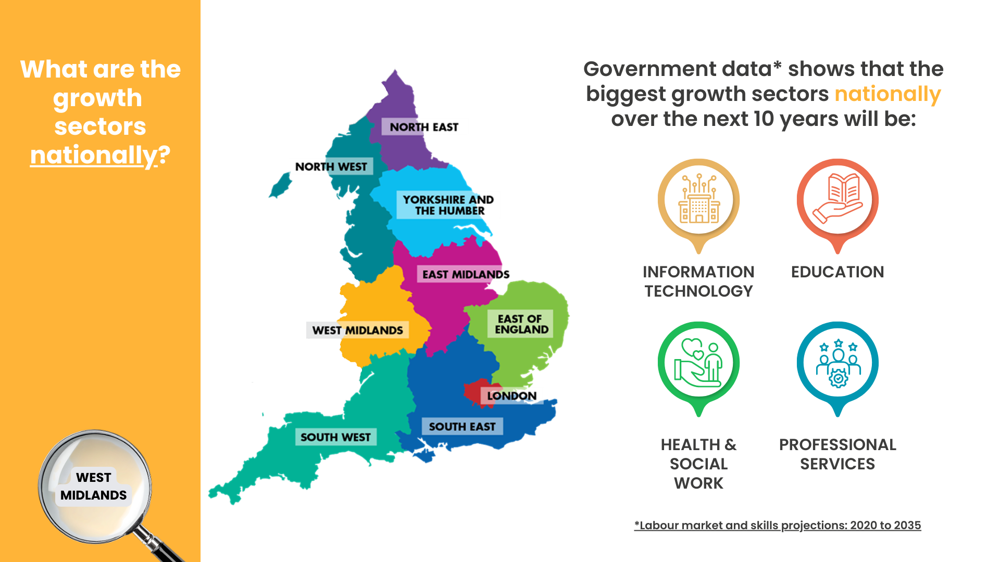 What are the
growth
sectors
nationally?
WEST
MIDLANDS
NORTH EAST
NORTH WEST
YORKSHIRE AND
THE HUMBER
EAST MIDLANDS
WEST MIDLANDS
EAST OF
ENGLAND
LONDON
SOUTH EAST
SOUTH WEST
Government data* shows that the
biggest growth sectors nationally
over the next 10 years will be:
INFORMATION
TECHNOLOGY
EDUCATION
HEALTH &
SOCIAL
WORK
PROFESSIONAL
SERVICES
*Labour market and skills projections: 2020 to 2035